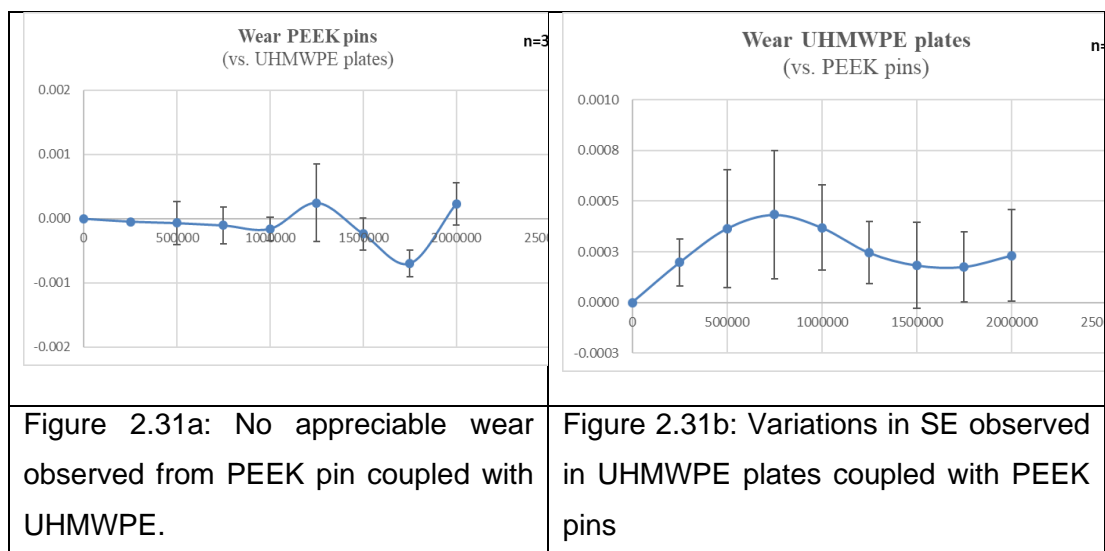 Wear PEEK pins
(vs. UHMWPE plates)
n=3
0.002
0.001
0.000
-0.001
-0.002
0
500000
1000000
1500000
2000000
2500
Wear UHMWPE plates
(vs. PEEK pins)
n=
0.0010
0.0008
0.0005
0.0003
0.0000
-0.0003
0
500000
1000000
1500000
2000000
250
Figure 2.31a: No appreciable wear
observed from PEEK pin coupled with
UHMWPE.
Figure 2.31b: Variations in SE observed
in UHMWPE plates coupled with PEEK
pins